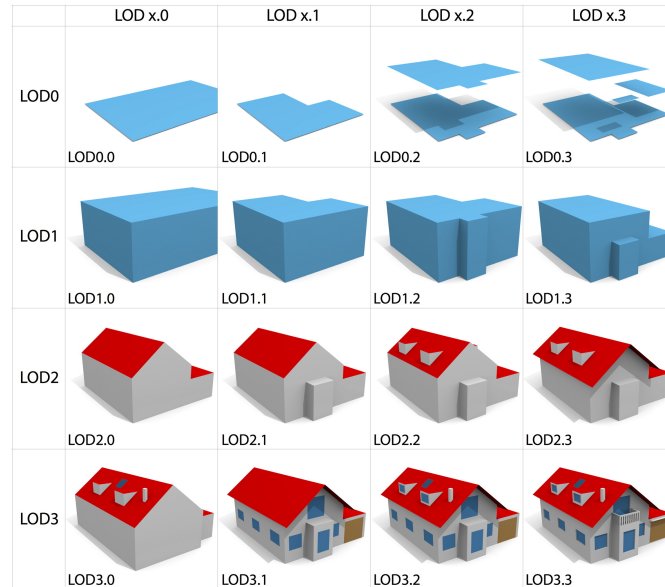 LOD x.0 LOD x.1 LOD x.2 LOD x.3
LOD0
LOD0.0 LOD0.1 LOD0.2 LOD0.3
LOD1
LOD1.0 LOD1.1 LOD1.2 LOD1.3
LOD2
LOD2.0 LOD2.1 LOD2.2 LOD2.3
LOD3
LOD3.0 LOD3.1 LOD3.2 LOD3.3